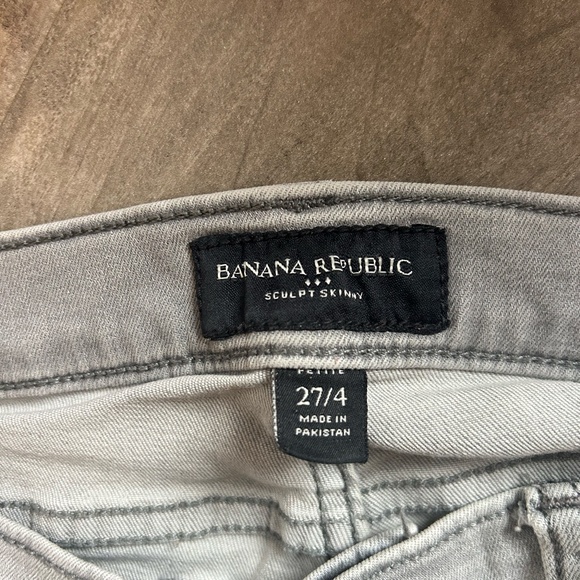 BANANA REPUBLIC
SCULPT SKINNY
PETITE
27/4
MADE IN
PAKISTAN